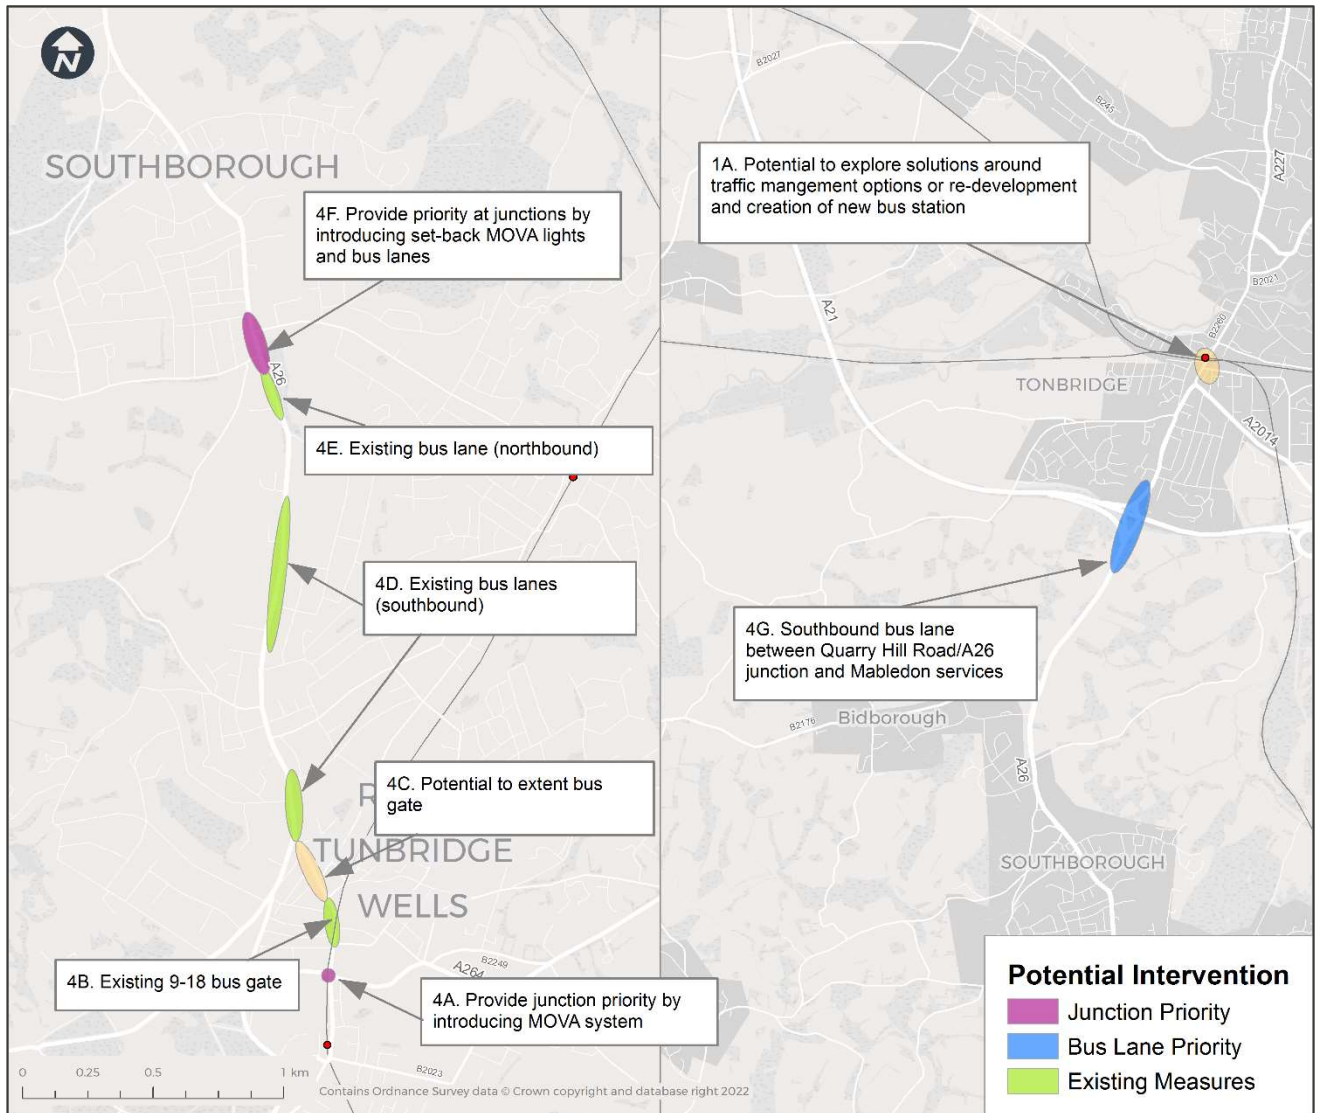 N
SOUTHBOROUGH
4F. Provide priority at junctions by
introducing set-back MOVA lights
and bus lanes
A26
4E. Existing bus lane (northbound)
4D. Existing bus lanes
(southbound)
4C. Potential to extent bus
gate
R
TUNBRIDGE
WELLS
4B. Existing 9-18 bus gate
B2249
A264
4A. Provide junction priority by
introducing MOVA system
B2023
0 0.25 0.5 1 km
Contains Ordnance Survey data © Crown copyright and database right 2022
B2027
B245
A227
1A. Potential to explore solutions around
traffic mangement options or re-development
and creation of new bus station
B2021
B2260
A21
TONBRIDGE
A2014
4G. Southbound bus lane
between Quarry Hill Road/A26
junction and Mabledon services
B2176
Bidborough
A26
SOUTHBOROUGH
Potential Intervention
Junction Priority
Bus Lane Priority
Existing Measures